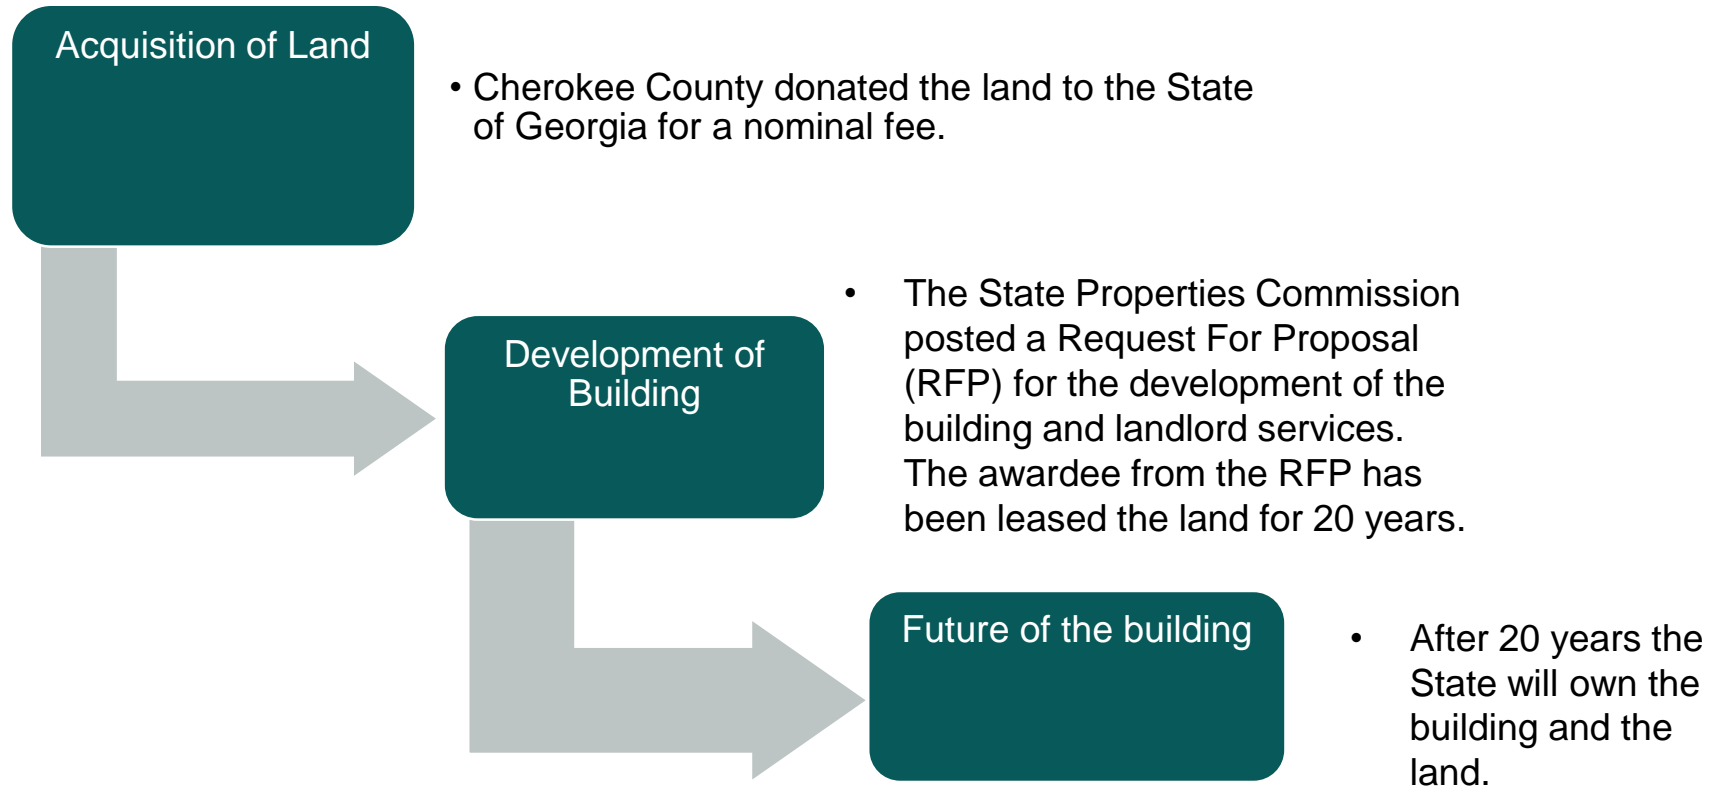 Acquisition of Land
• Cherokee County donated the land to the State
of Georgia for a nominal fee.
Development of
Building
• The State Properties Commission
posted a Request For Proposal
(RFP) for the development of the
building and landlord services.
The awardee from the RFP has
been leased the land for 20 years.
Future of the building
• After 20 years the
State will own the
building and the
land.